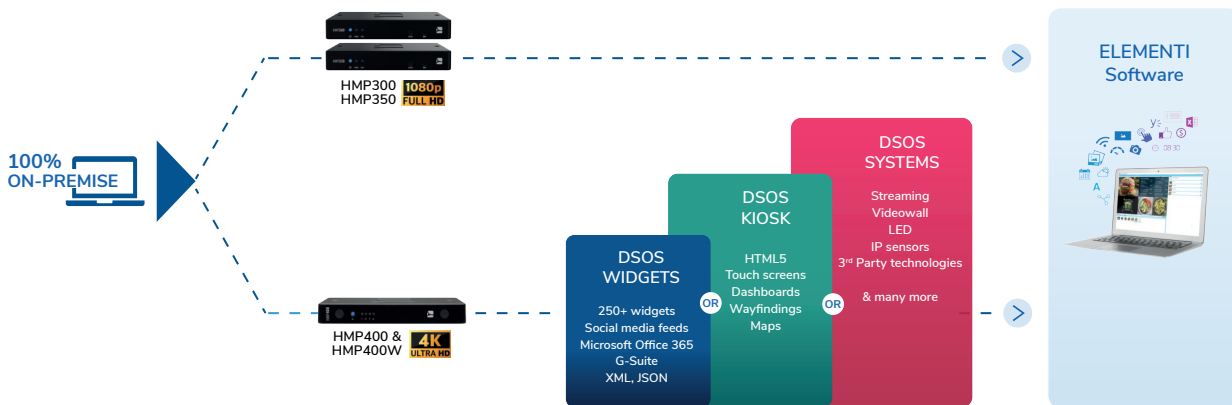 100%
ON-PREMISE
HMP300
HMP350
1080p
FULL HD
HMP400 &
HMP400W
4K
ULTRA HD
DSOS
WIDGETS
250+ widgets
Social media feeds
Microsoft Office 365
G-Suite
XML, JSON
OR
DSOS
KIOSK
HTML5
Touch screens
Dashboards
Wayfindings
Maps
OR
DSOS
SYSTEMS
Streaming
Videowall
LED
IP sensors
3rd Party technologies
& many more
ELEMENTI
Software